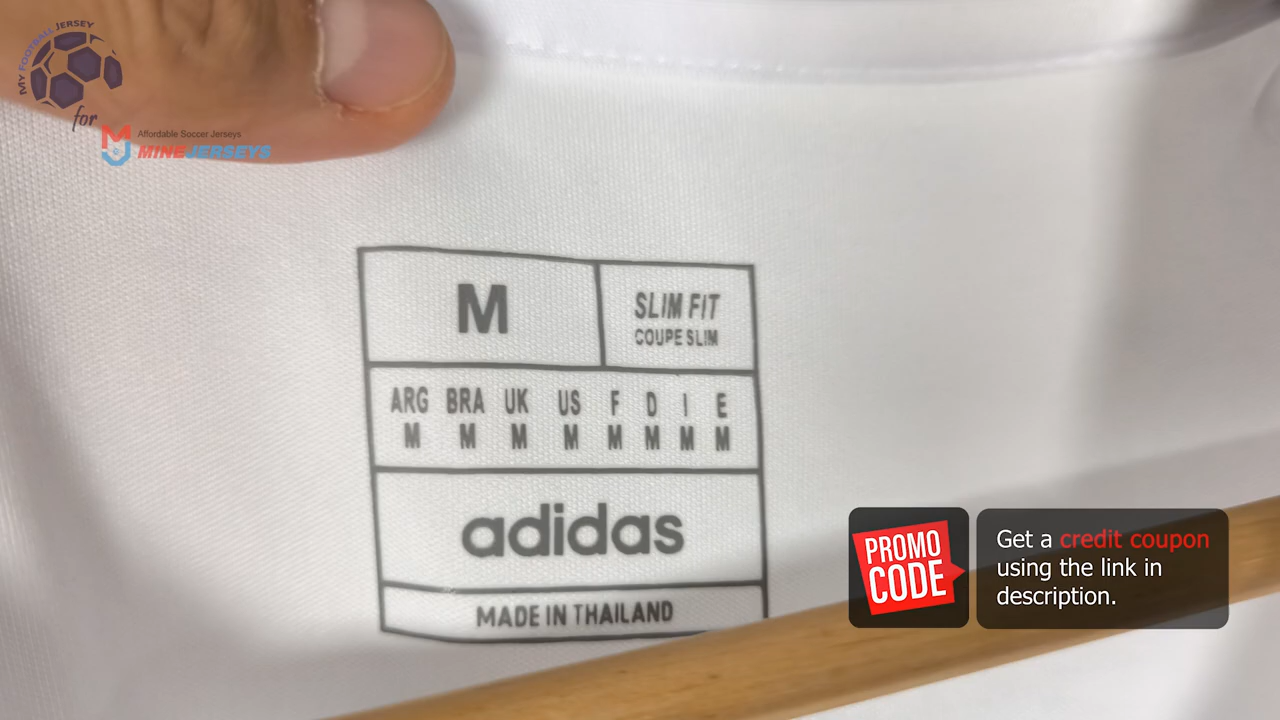 MY FOOTBALL JERSEY
for
Affordable Soccer Jerseys
MINEJERSEYS
M
SLIM FIT
COUPE SLIM
ARG BRA UK US F D I E
M M M M M M M M
adidas
MADE IN THAILAND
PROMO
CODE
Get a credit coupon
using the link in
description.